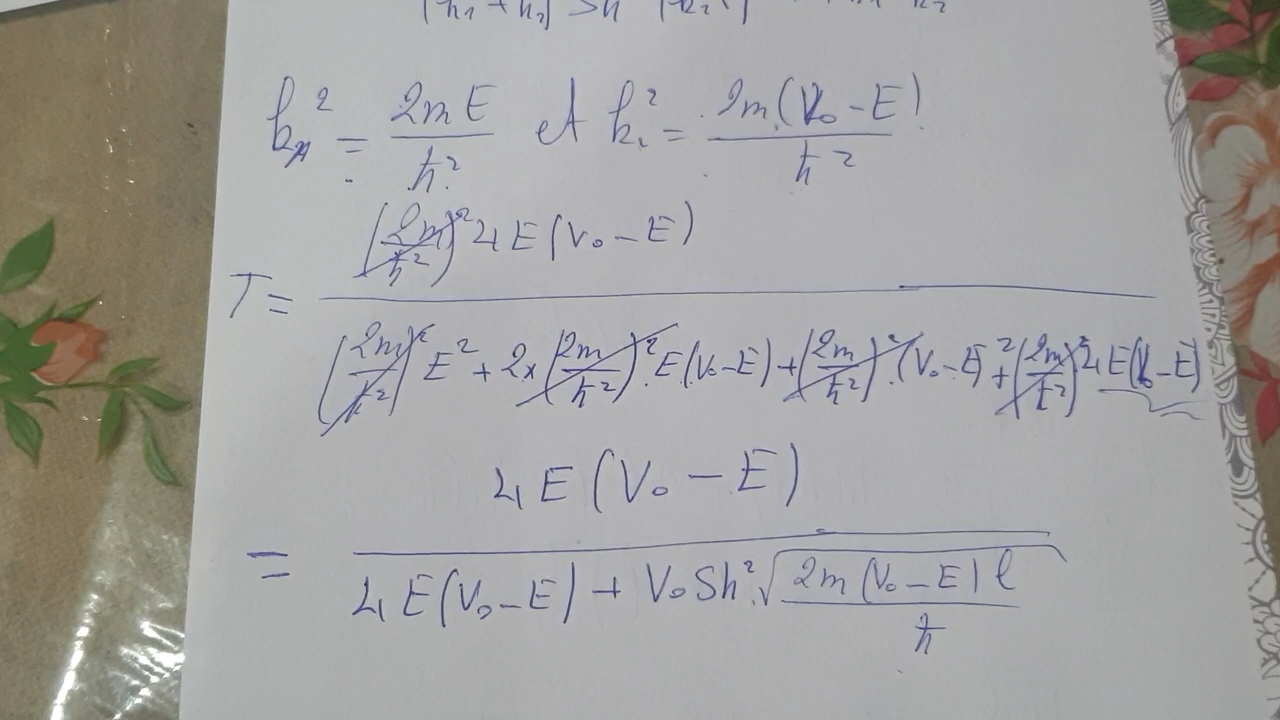 k₁² = 2mE / ħ² et k₂² = 2m(V₀ - E) / ħ²
T = (2m/ħ²)² 4E(V₀ - E) / (2m/ħ²)² E² + 2×(2m/ħ²)² E(V₀-E) + (2m/ħ²)² (V₀-E)² + (2m/ħ²)² 4E(V₀-E)
= 4E(V₀ - E) / 4E(V₀-E) + V₀ Sh² √2m(V₀-E) l / ħ